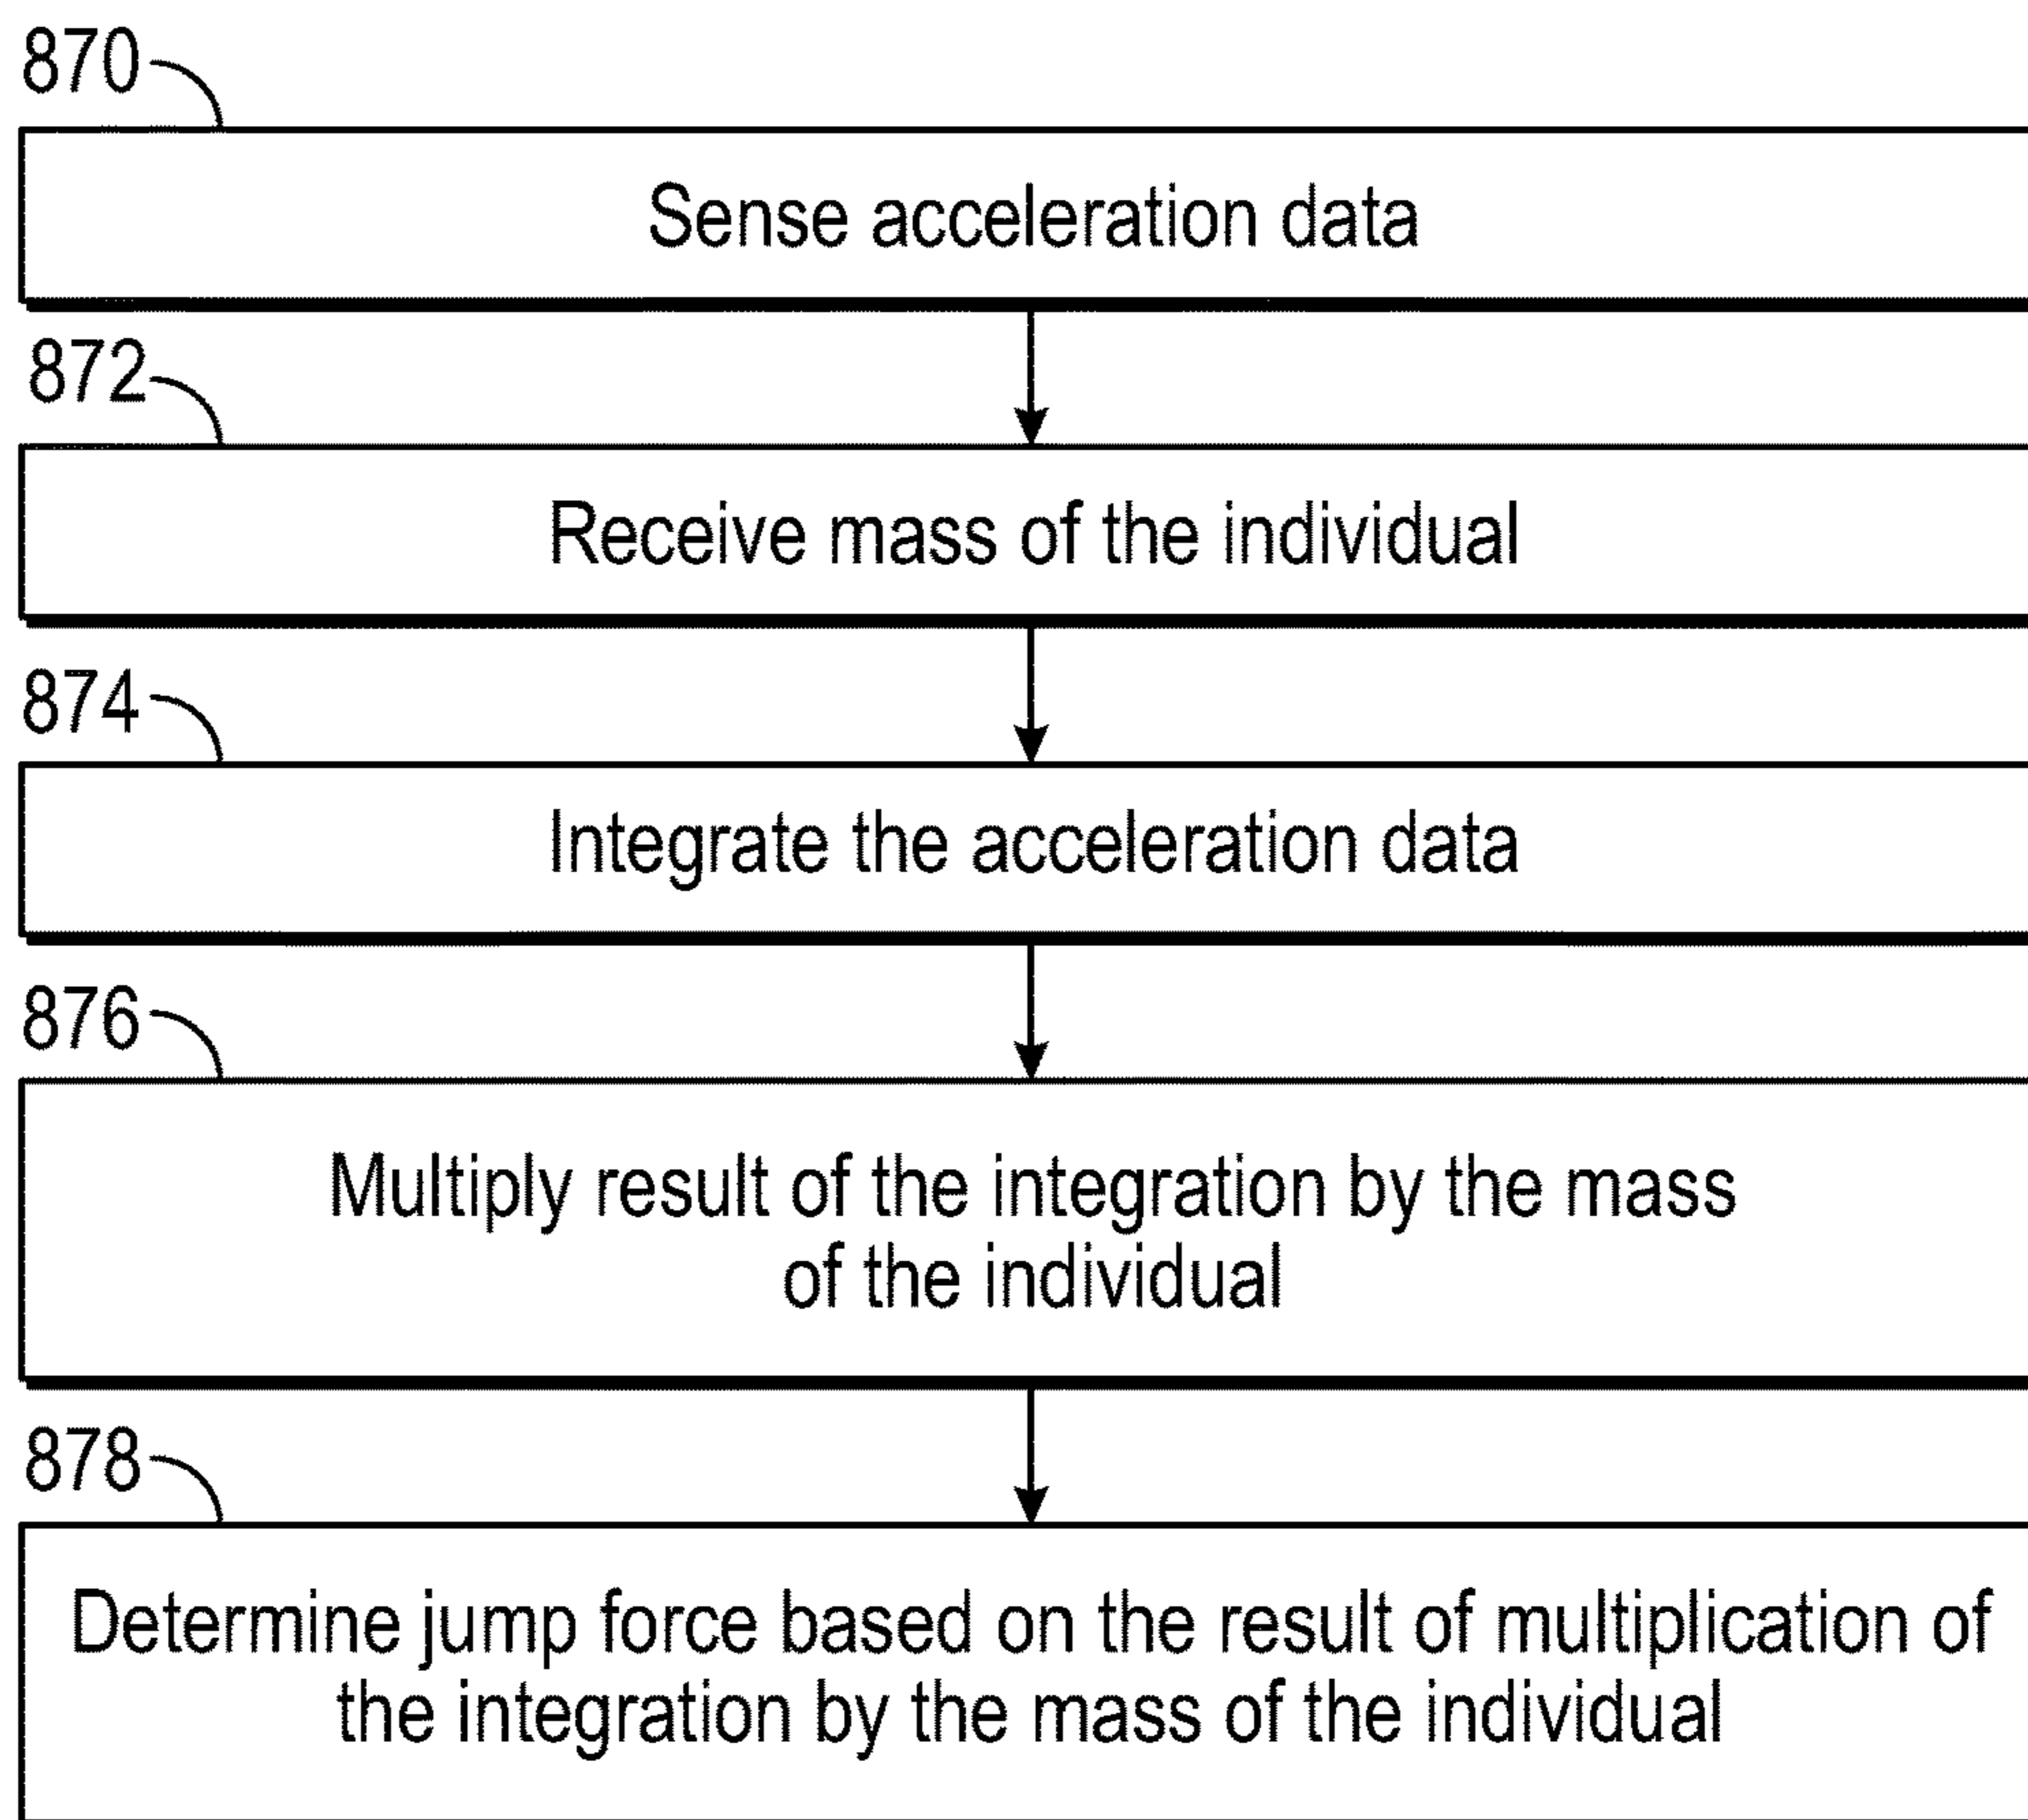 870
Sense acceleration data
872
Receive mass of the individual
874
Integrate the acceleration data
876
Multiply result of the integration by the mass
of the individual
878
Determine jump force based on the result of multiplication of
the integration by the mass of the individual